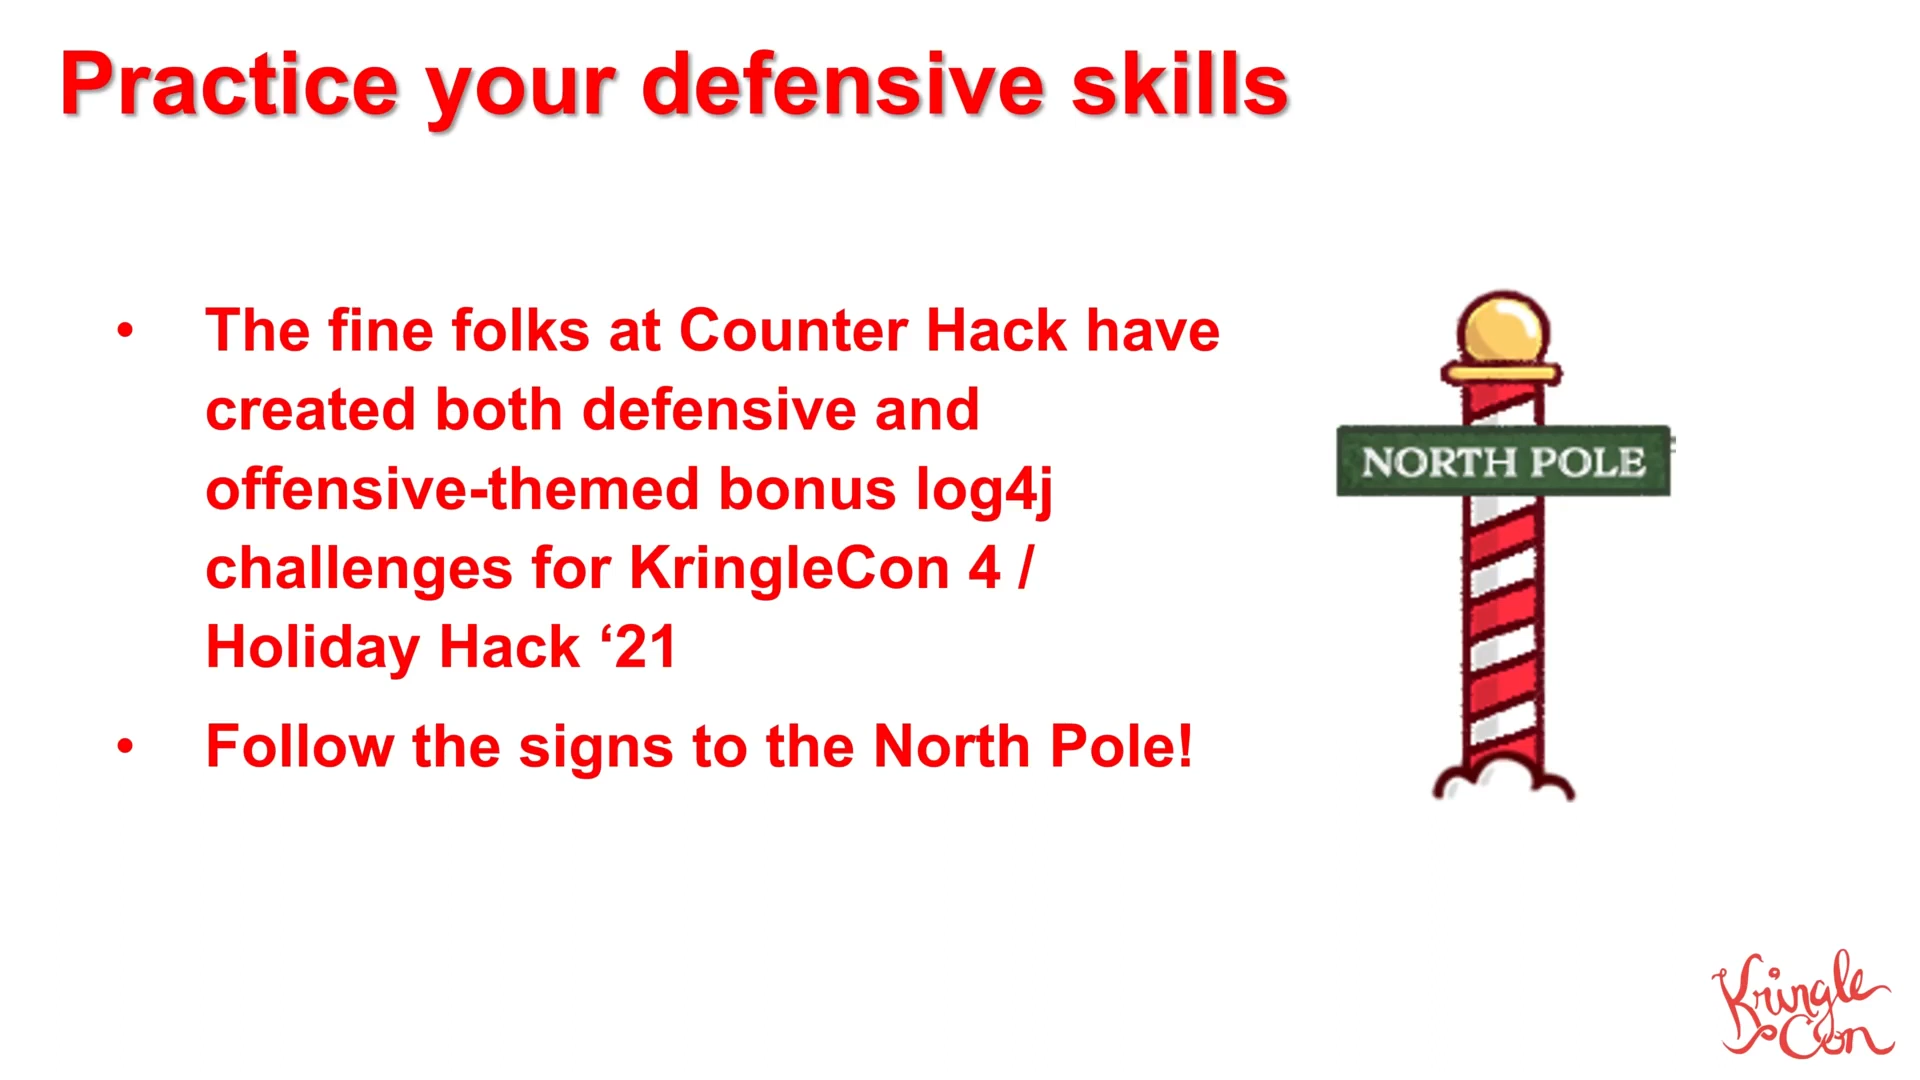 Practice your defensive skills
• The fine folks at Counter Hack have
created both defensive and
offensive-themed bonus log4j
challenges for KringleCon 4 /
Holiday Hack ‘21
• Follow the signs to the North Pole!
NORTH POLE
Kringle
Con